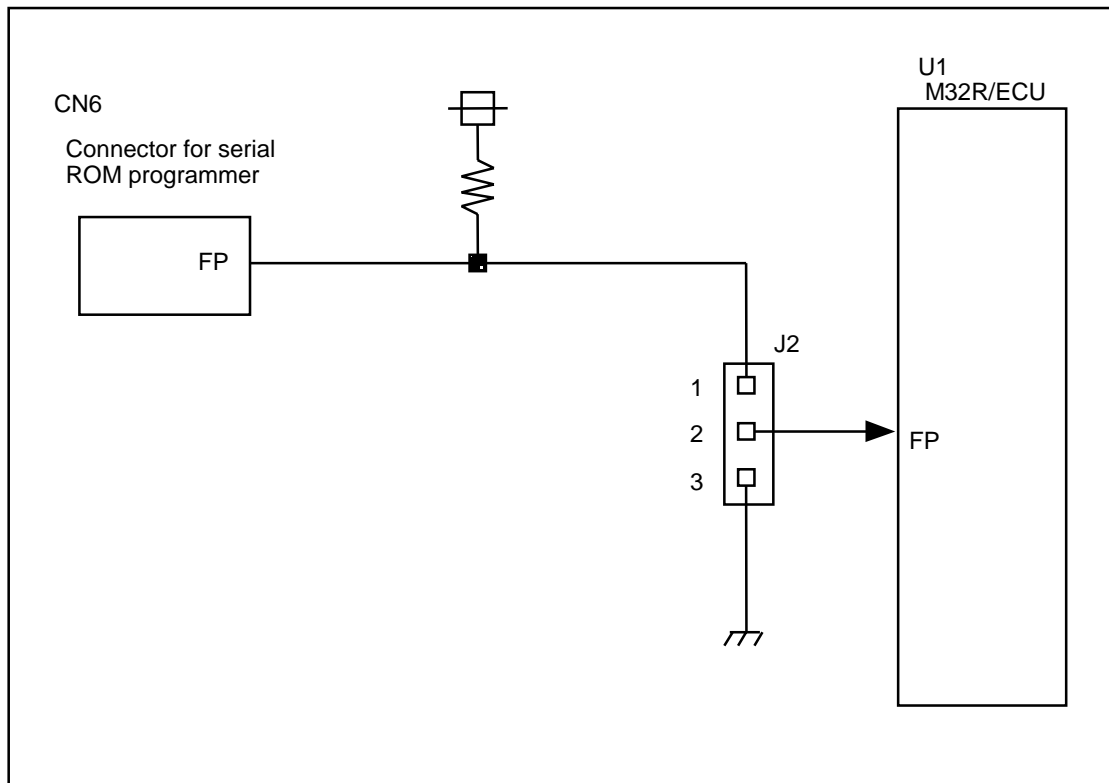 U1
M32R/ECU
CN6
Connector for serial
ROM programmer
FP
J2
1
2
FP
3